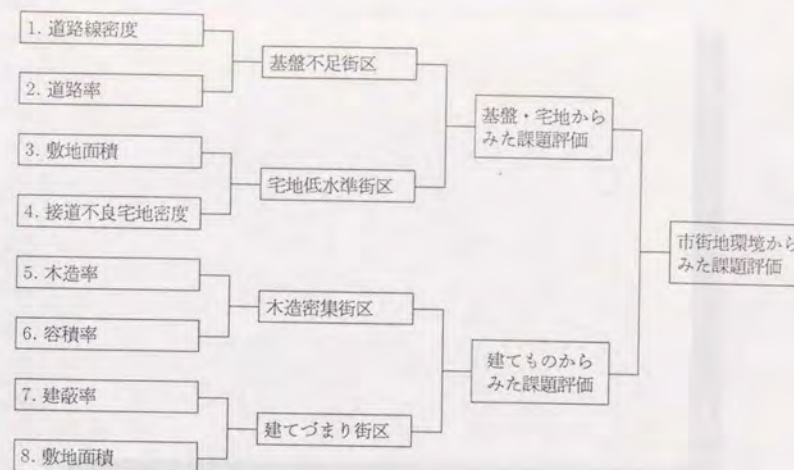 1. 道路線密度
2. 道路率
3. 敷地面積
4. 接道不良宅地密度
5. 木造率
6. 容積率
7. 建蔽率
8. 敷地面積
基盤不足街区
宅地低水準街区
木造密集街区
建てづまり街区
基盤・宅地から
みた課題評価
建てものから
みた課題評価
市街地環境から
みた課題評価